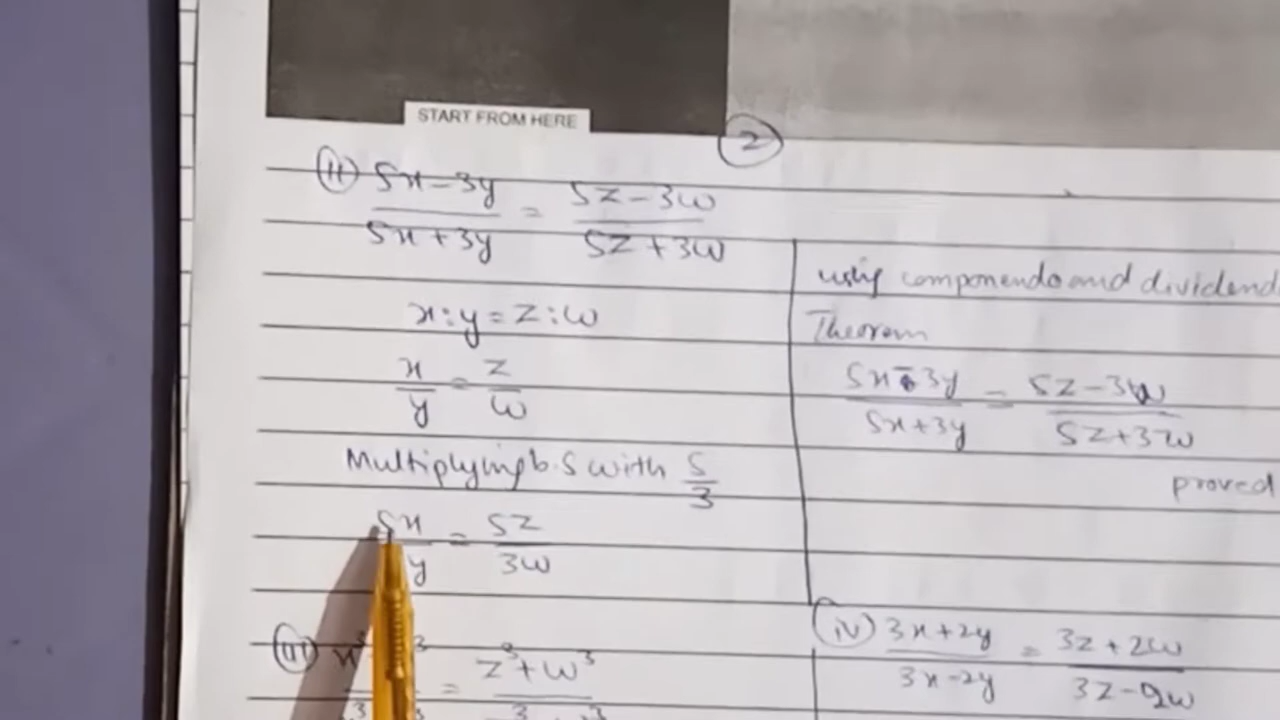 START FROM HERE
2
(ii) 5x-3y / 5x+3y = 5z-3w / 5z+3w
x:y = z:w
x/y = z/w
Multiplying b.S with 5/3
5x / y = 5z / 3w
using componendo and dividend
Theorem
5x-3y / 5x+3y = 5z-3w / 5z+3w
proved
(iii) = z³+w³
(iv) 3x+2y / 3x-2y = 3z+2w / 3z-2w